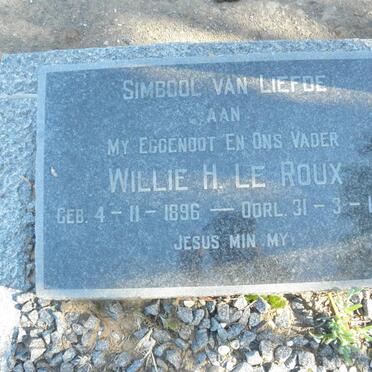 SIMBOOL VAN LIEFDE
AAN
MY EGGENOOT EN ONS VADER
WILLIE H. LE ROUX
GEB. 4-11-1896 — OORL. 31-3-1
JESUS MIN MY